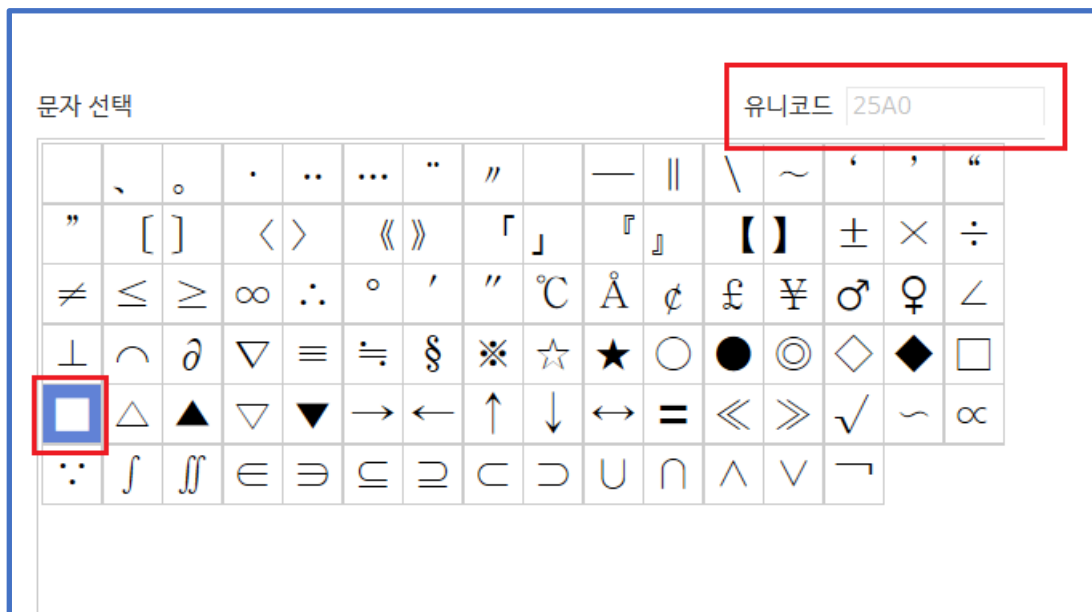 문자 선택 유니코드 25A0
、 。 · ‥ … ¨ 〃 ― ∥ \ ∼ ‘ ’ “
” 〔 〕 〈 〉 《 》 「 」 『 』 【 】 ± × ÷
≠ ≤ ≥ ∞ ∴ ° ′ ″ ℃ Å ¢ £ ¥ ♂ ♀ ∠
⊥ ⌒ ∂ ∇ ≡ ≒ § ※ ☆ ★ ○ ● ◎ ◇ ◆ □
■ △ ▲ ▽ ▼ → ← ↑ ↓ ↔ 〓 ≪ ≫ √ ∽ ∝
∵ ∫ ∬ ∈ ∋ ⊆ ⊇ ⊂ ⊃ ∪ ∩ ∧ ∨ ¬